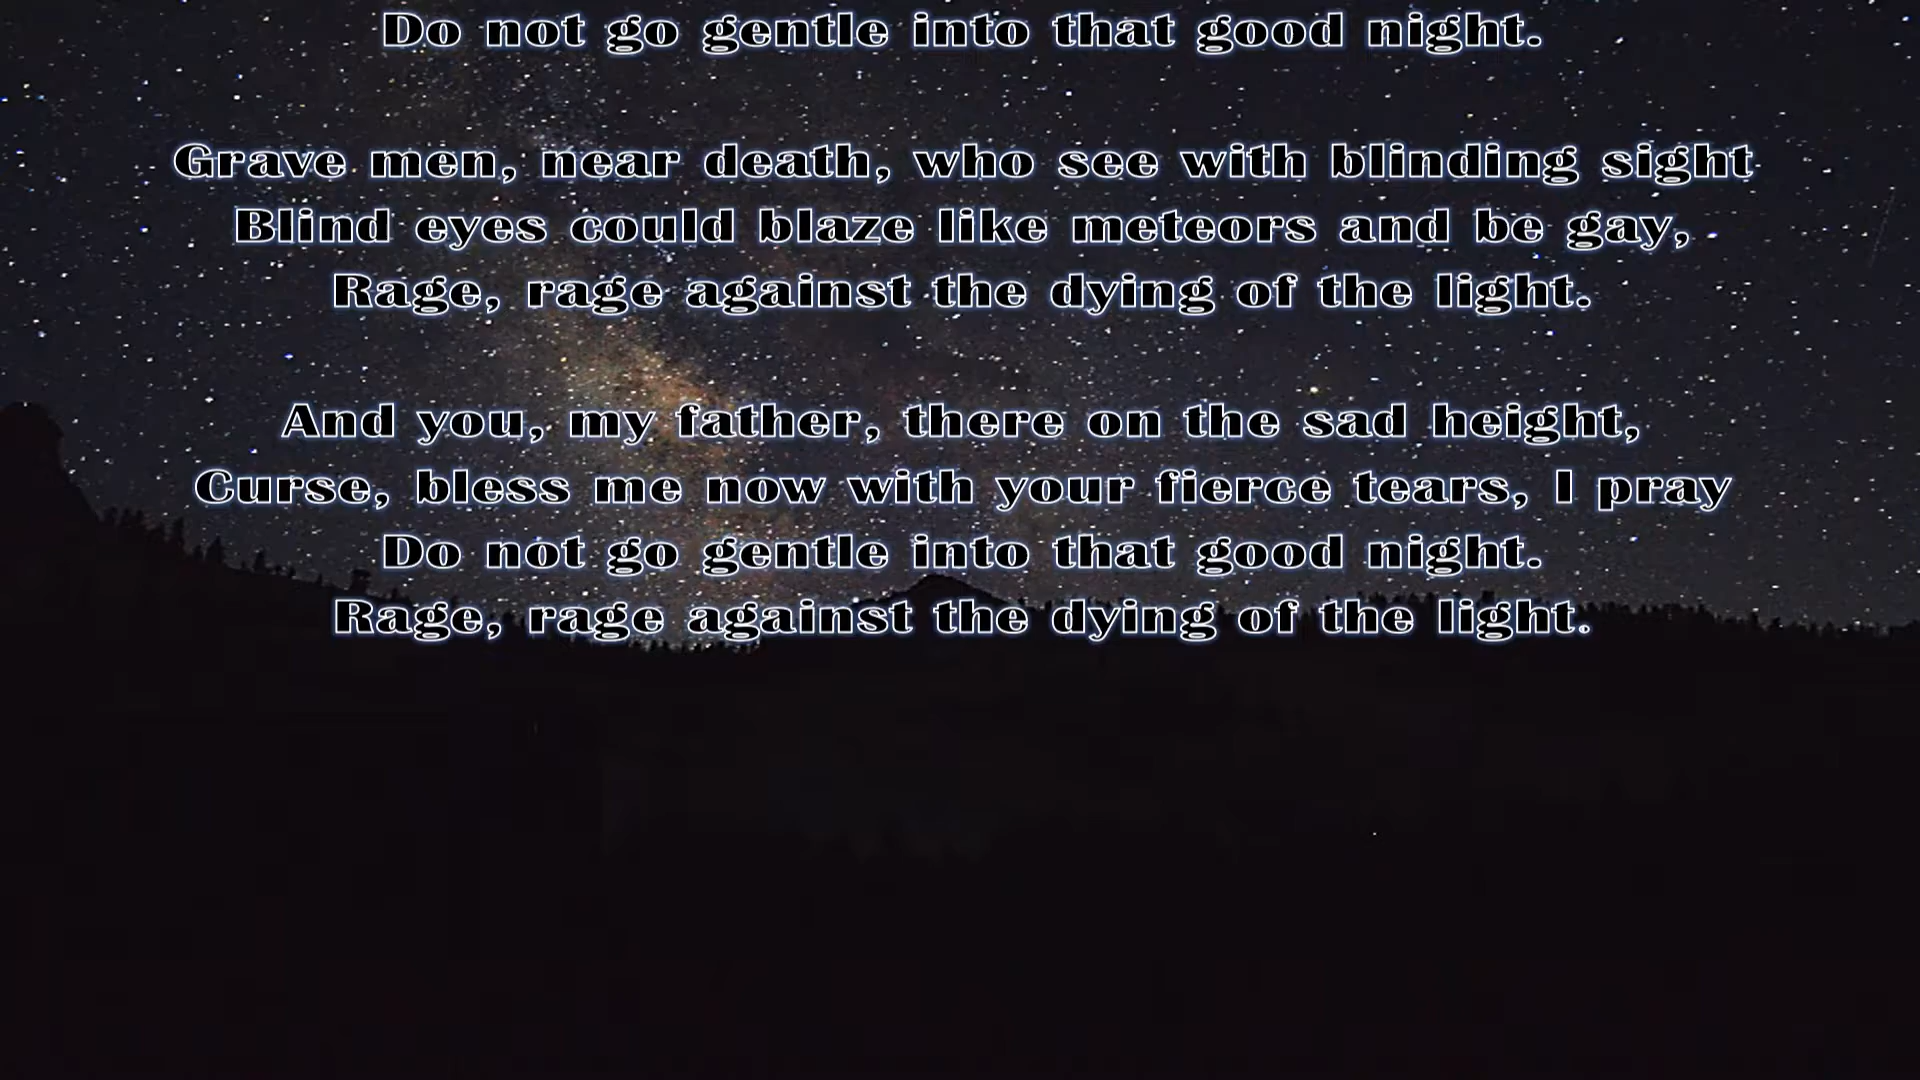 Do not go gentle into that good night.
Grave men, near death, who see with blinding sight
Blind eyes could blaze like meteors and be gay,
Rage, rage against the dying of the light.
And you, my father, there on the sad height,
Curse, bless me now with your fierce tears, I pray
Do not go gentle into that good night.
Rage, rage against the dying of the light.